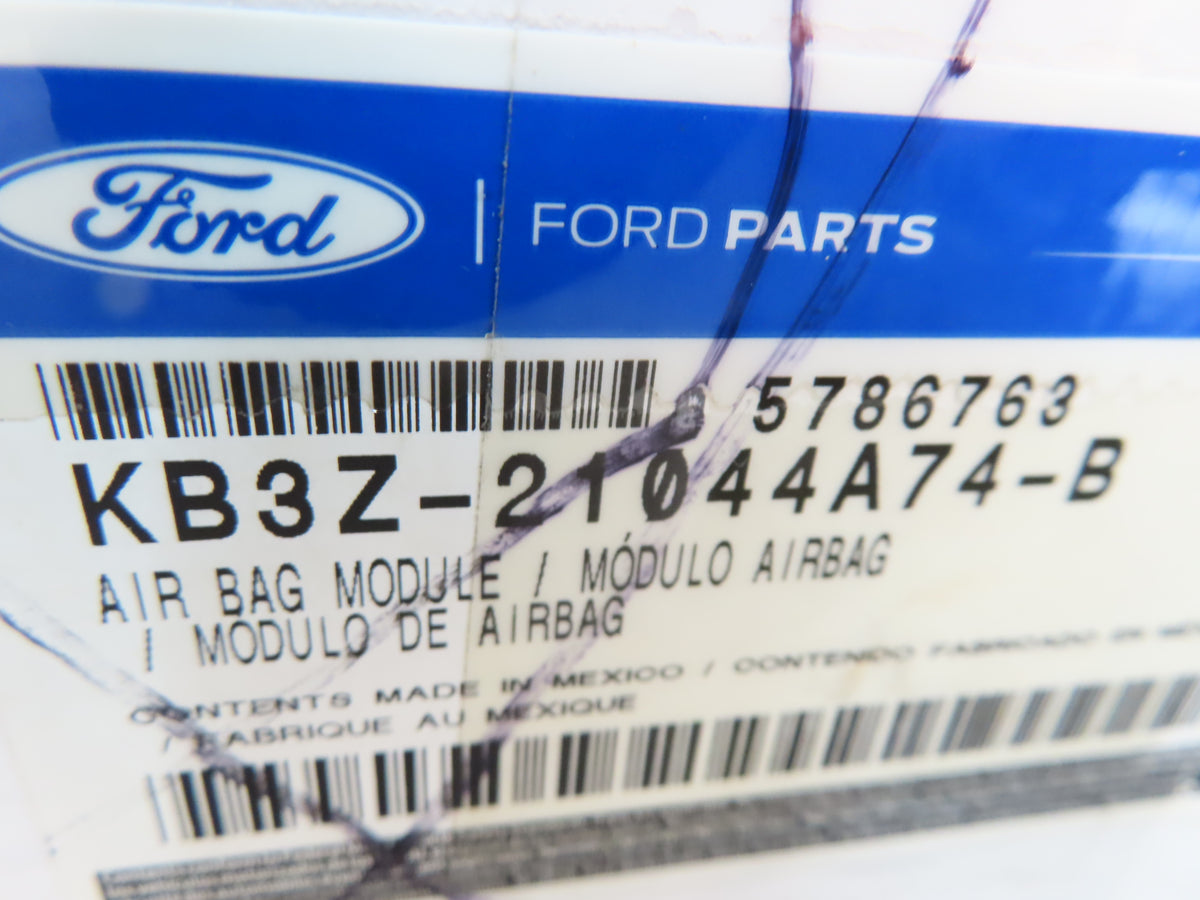 Ford | FORD PARTS
5786763
KB3Z-21044A74-B
AIR BAG MODULE / MÓDULO AIRBAG
/ MODULO DE AIRBAG
CONTENTS MADE IN MEXICO / CONTENIDO FABRICADO EN
/ FABRIQUE AU MEXIQUE